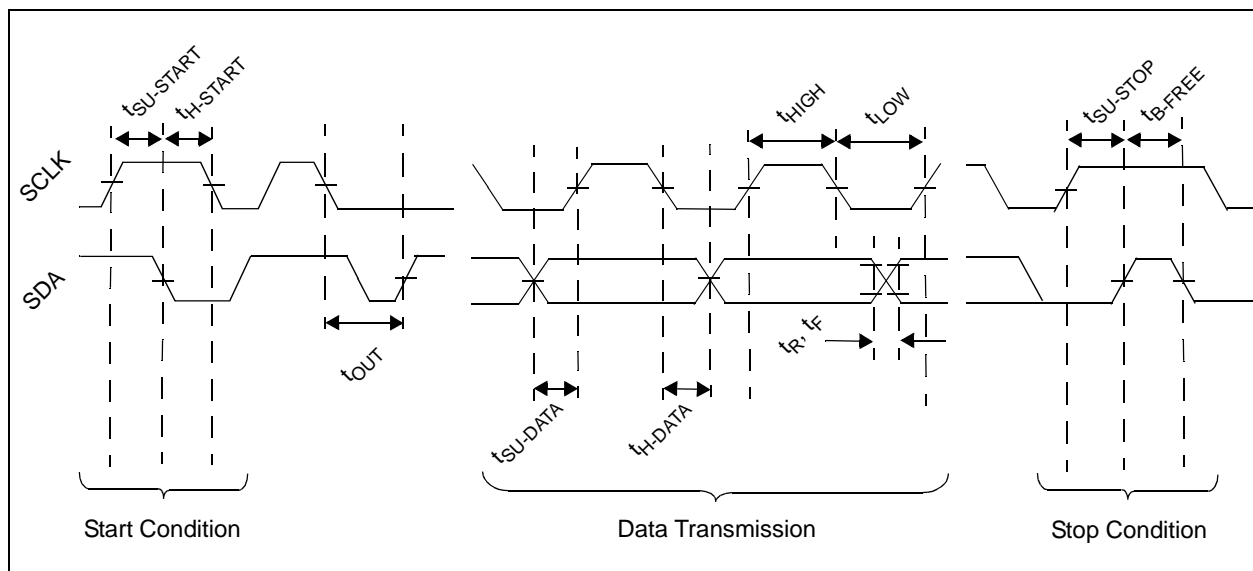 tSU-START
tH-START
tHIGH
tLOW
tSU-STOP
tB-FREE
SCLK
SDA
tOUT
tR, tF
tSU-DATA
tH-DATA
Start Condition
Data Transmission
Stop Condition